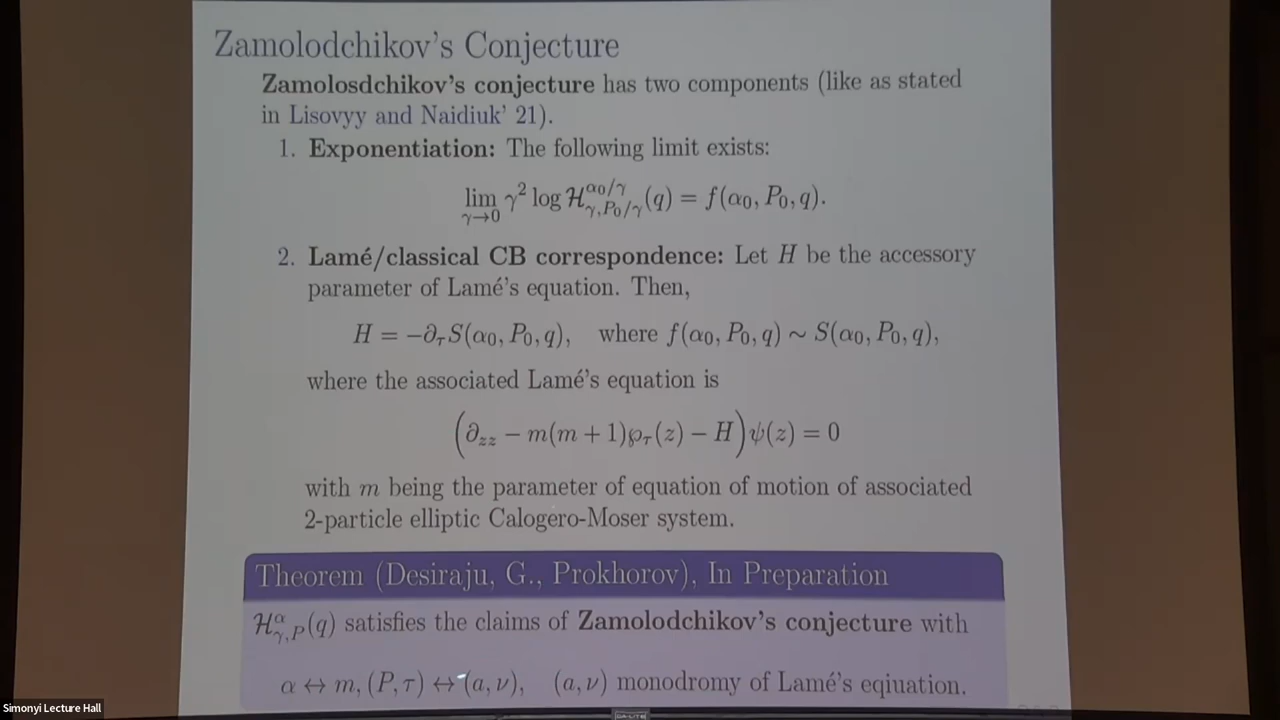 Zamolodchikov's Conjecture
Zamolosdchikov's conjecture has two components (like as stated
in Lisovyy and Naidiuk' 21).
1. Exponentiation: The following limit exists:
lim_{γ→0} γ² log ℋ^{α₀/γ}_{γ,P₀/γ}(q) = f(α₀, P₀, q).
2. Lamé/classical CB correspondence: Let H be the accessory
parameter of Lamé's equation. Then,
H = −∂_τ S(α₀, P₀, q), where f(α₀, P₀, q) ∼ S(α₀, P₀, q),
where the associated Lamé's equation is
(∂_{zz} − m(m + 1)℘_τ(z) − H)ψ(z) = 0
with m being the parameter of equation of motion of associated
2-particle elliptic Calogero-Moser system.
Theorem (Desiraju, G., Prokhorov), In Preparation
ℋ^α_{γ,P}(q) satisfies the claims of Zamolodchikov's conjecture with
α ↔ m, (P, τ) ↔ (a, ν), (a, ν) monodromy of Lamé's eqiuation.
Simonyi Lecture Hall
DA-LITE